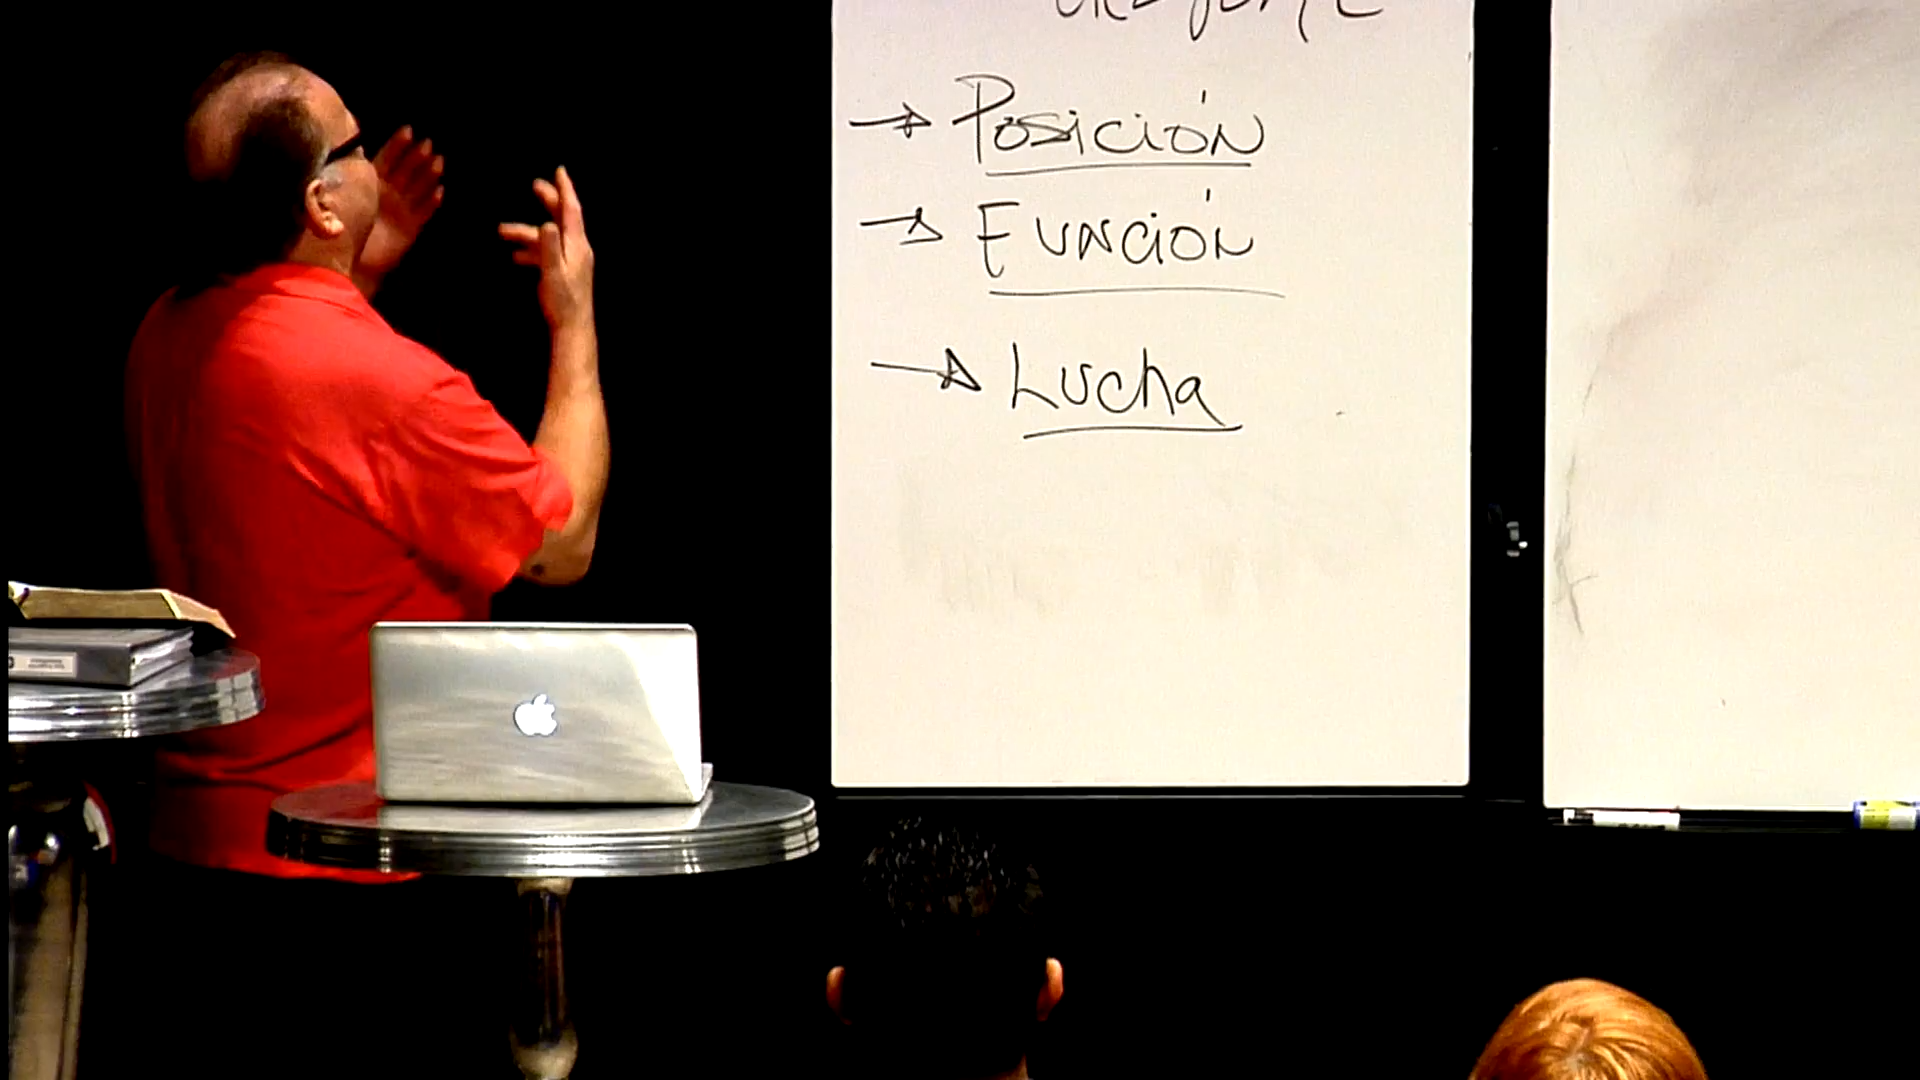 → Posición
→ Función
→ Lucha